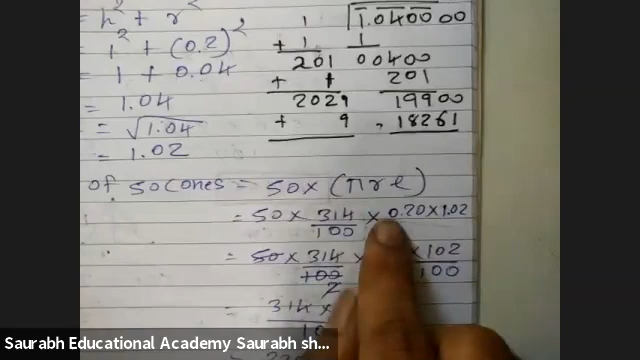 = h² + r²
= 1² + (0.2)²
= 1 + 0.04
= 1.04
= √1.04
= 1.02
1 1.040000 00
+ 1 1
201 00400
+ 1 201
2029 19900
+ 9 . 18261
of 50 CONES = 50 × (πrl)
= 50 × 314/100 × 0.20 × 1.02
= 50 × 314/100 × × 102/100
2
= 314 ×
Saurabh Educational Academy Saurabh sh...